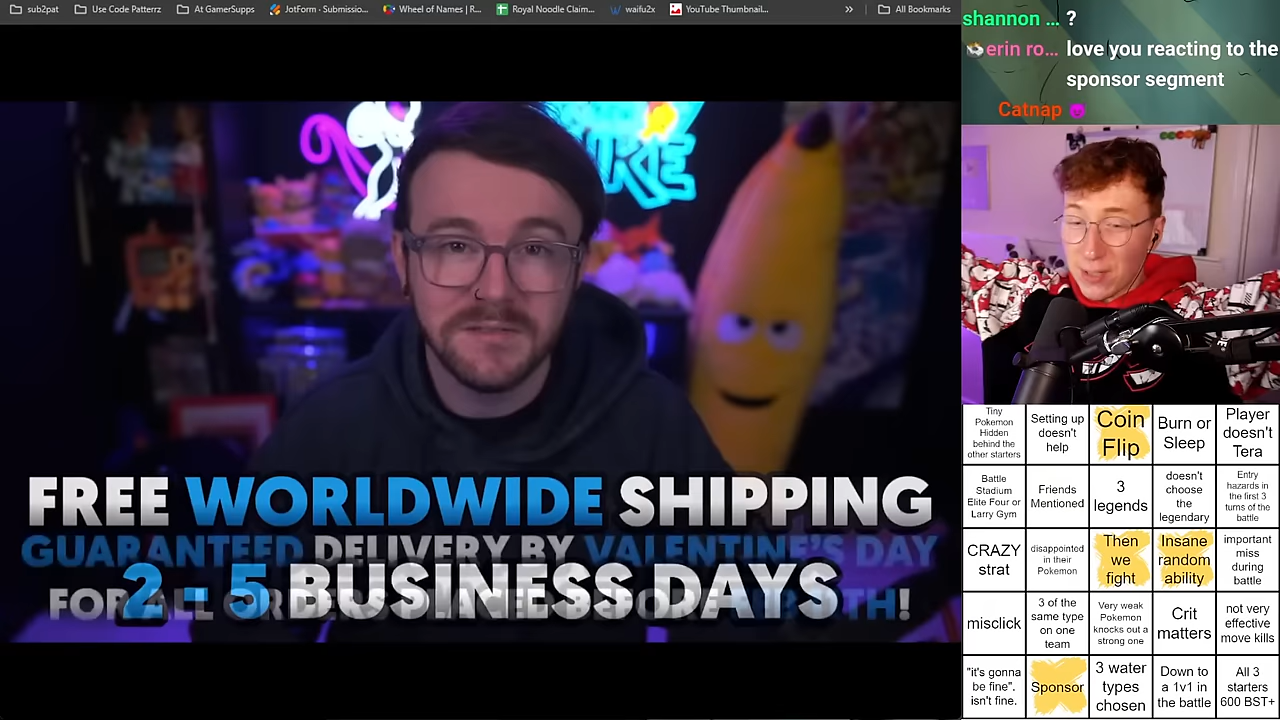 sub2pat
Use Code Patterrz
At GamerSupps
JotForm · Submissio...
Wheel of Names | R...
Royal Noodle Claim...
waifu2x
YouTube Thumbnail...
»
All Bookmarks
shannon ... ?
erin ro... love you reacting to the
sponsor segment
Catnap
FREE WORLDWIDE SHIPPING
GUARANTEED DELIVERY BY VALENTINE'S DAY
2 - 5 BUSINESS DAYS
Tiny
Pokemon
Hidden
behind the
other starters
Setting up
doesn't
help
Coin
Flip
Burn or
Sleep
Player
doesn't
Tera
Battle
Stadium
Elite Four or
Larry Gym
Friends
Mentioned
3
legends
doesn't
choose
the
legendary
Entry
hazards in
the first 3
turns of the
battle
CRAZY
strat
disappointed
in their
Pokemon
Then
we
fight
Insane
random
ability
important
miss
during
battle
misclick
3 of the
same type
on one
team
Very weak
Pokemon
knocks out a
strong one
Crit
matters
not very
effective
move kills
"it's gonna
be fine".
isn't fine.
Sponsor
3 water
types
chosen
Down to
a 1v1 in
the battle
All 3
starters
600 BST+